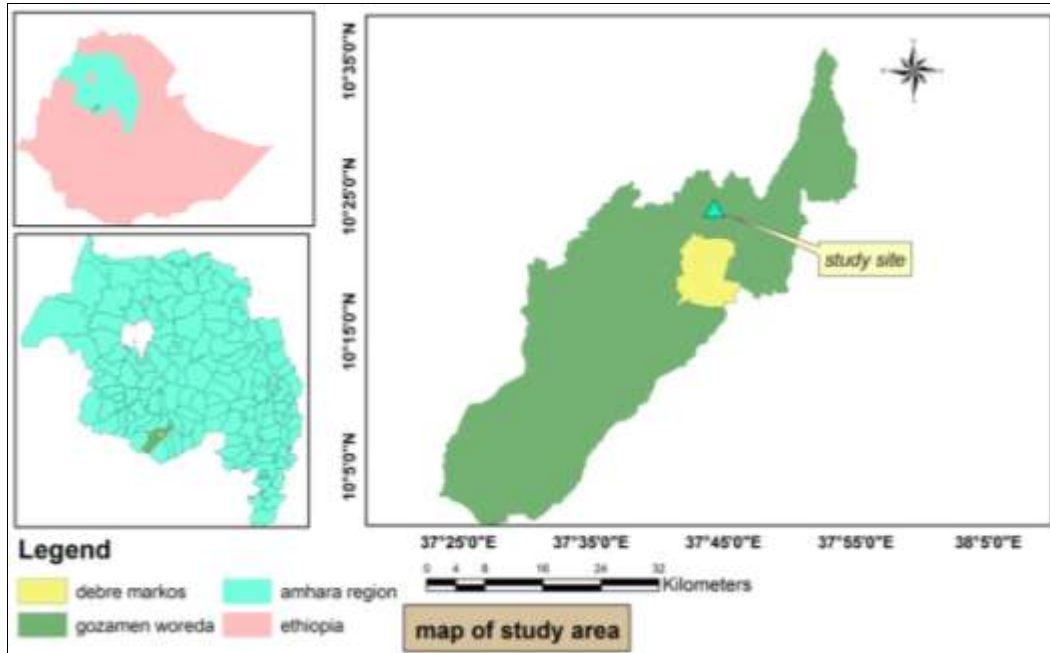 10°35'0"N
10°25'0"N
10°15'0"N
10°5'0"N
study site
37°25'0"E 37°35'0"E 37°45'0"E 37°55'0"E 38°5'0"E
0 4 8 16 24 32
Kilometers
Legend
debre markos
amhara region
gozamen woreda
ethiopia
map of study area